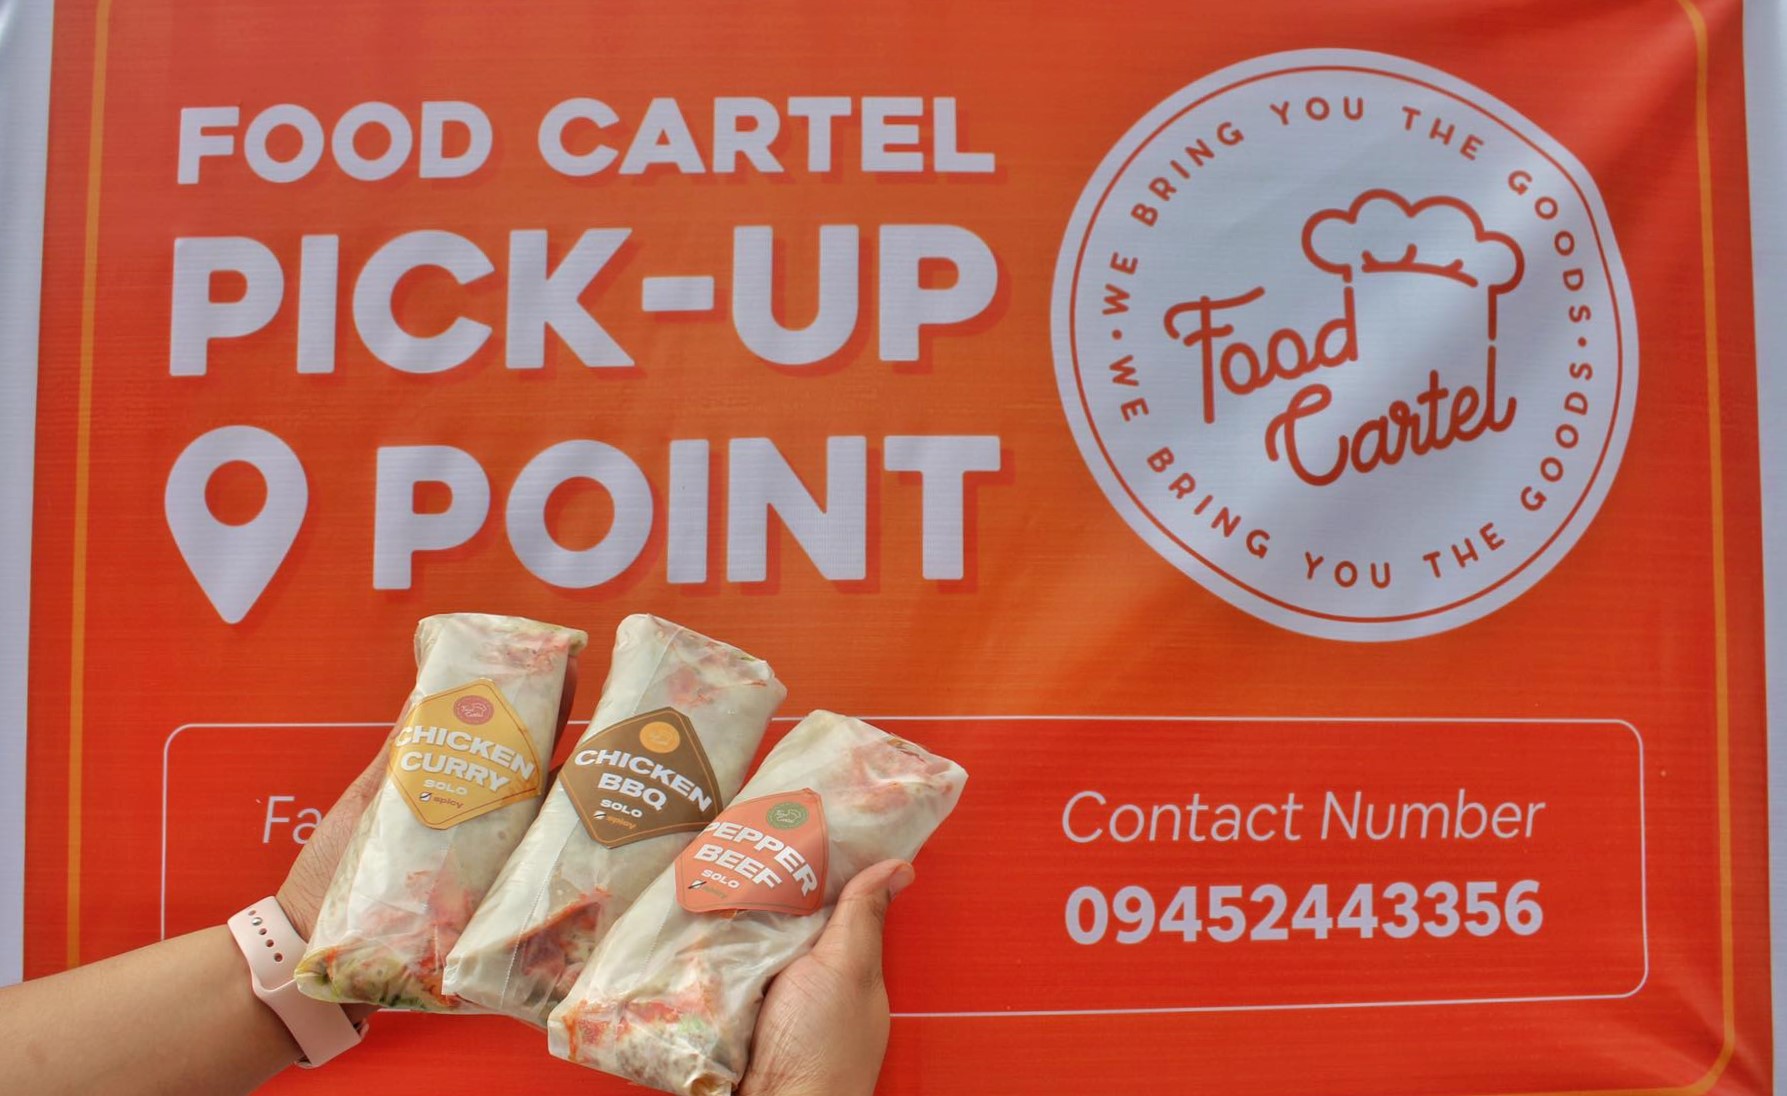 FOOD CARTEL
PICK-UP
POINT
WE BRING YOU THE GOODS.
WE BRING YOU THE GOODS.
Food
Cartel
CHICKEN
CURRY
SOLO
spicy
CHICKEN
BBQ
SOLO
spicy
PEPPER
BEEF
SOLO
Contact Number
09452443356